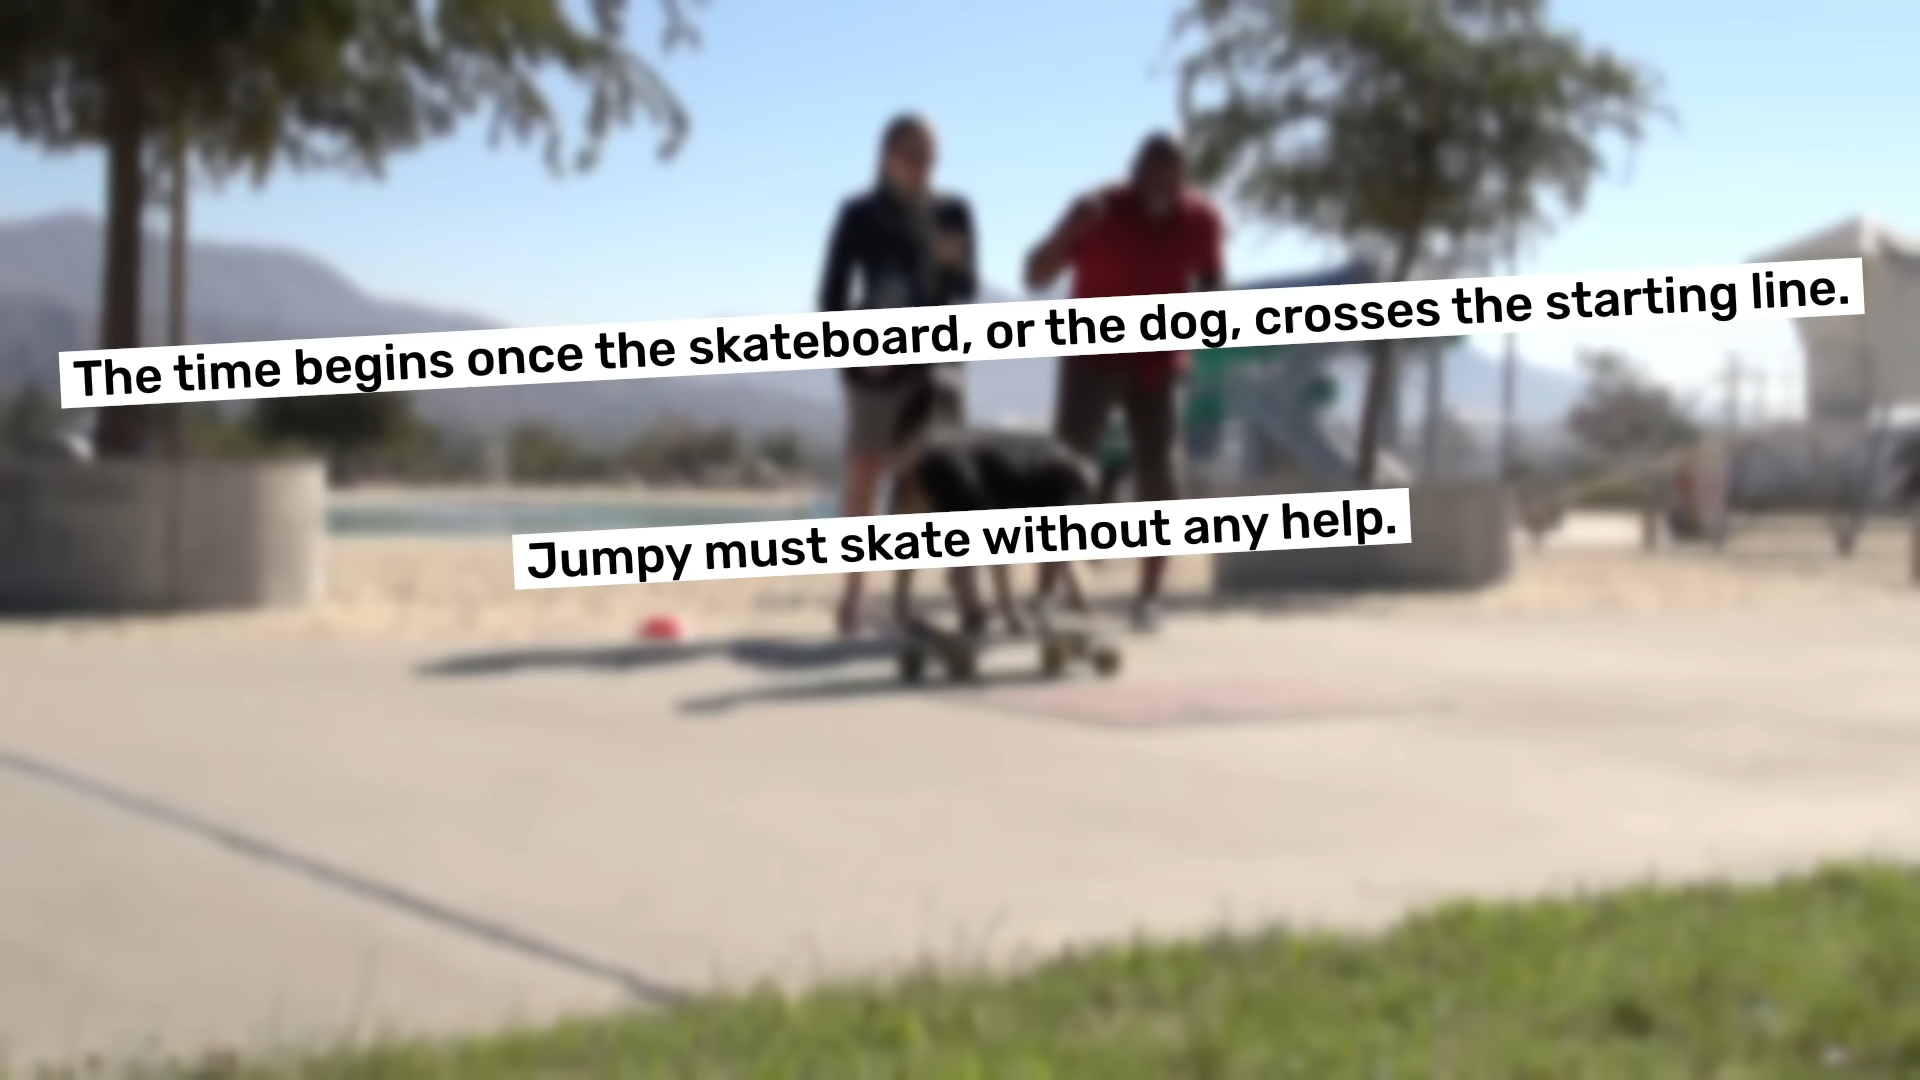 The time begins once the skateboard, or the dog, crosses the starting line.
Jumpy must skate without any help.